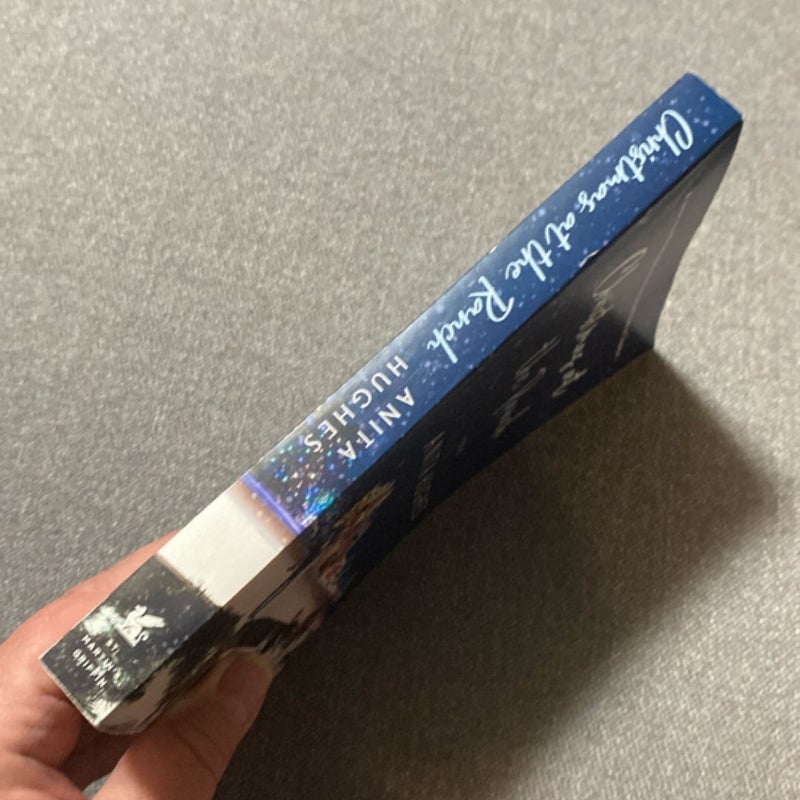 Christmas at the Ranch
ANITA
HUGHES
ST.
MARTIN'S
GRIFFIN